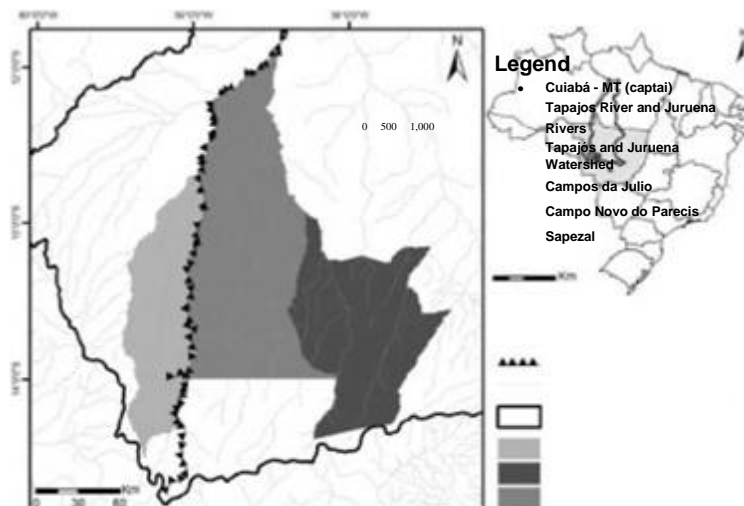 N
0 500 1,000
Legend
Cuiabá - MT (captai)
Tapajos River and Juruena
Rivers
Tapajós and Juruena
Watershed
Campos da Julio
Campo Novo do Parecis
Sapezal
Km
Km
0 30 60